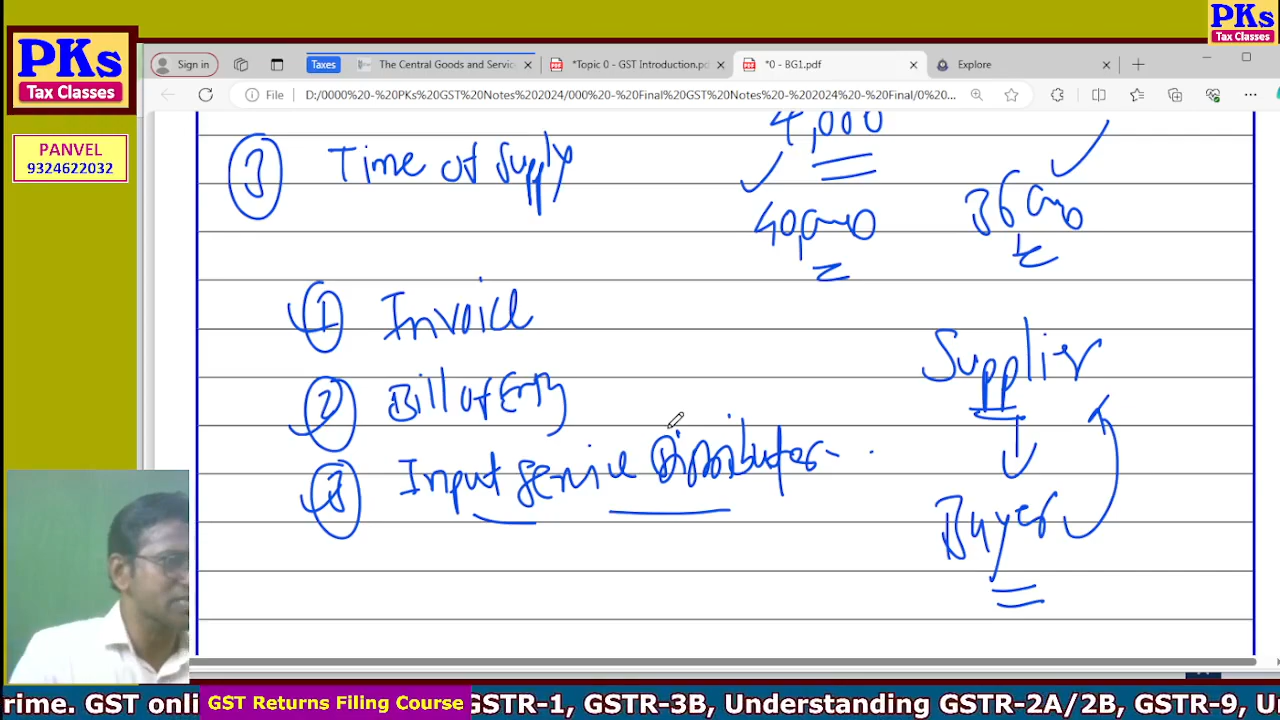 PKs
Tax Classes
PKs
Tax Classes
PANVEL
9324622032
Sign in
Taxes
The Central Goods and Servic
*Topic 0 - GST Introduction.pd
*0 - BG1.pdf
Explore
File
D:/0000%20-%20PKs%20GST%20Notes%202024/000%20-%20Final%20GST%20Notes%20%202024%20-%20Final/0%20...
4,000
3 Time of Supply
40,000
36000
1 Invoice
Supplier
2 Bill of Entry
3 Input Service Distributor
Buyer
rime. GST onli
GST Returns Filing Course
GSTR-1, GSTR-3B, Understanding GSTR-2A/2B, GSTR-9, U